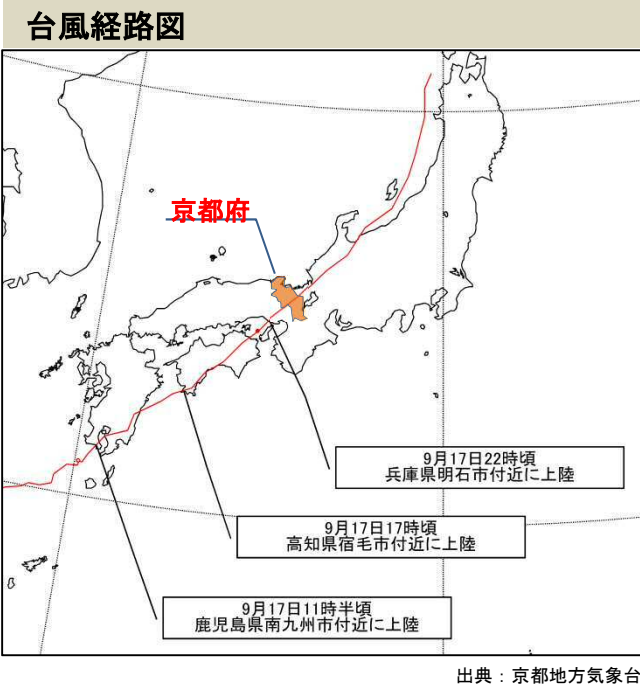 台風経路図
京都府
9月17日22時頃
兵庫県明石市付近に上陸
9月17日17時頃
高知県宿毛市付近に上陸
9月17日11時半頃
鹿児島県南九州市付近に上陸
出典：京都地方気象台